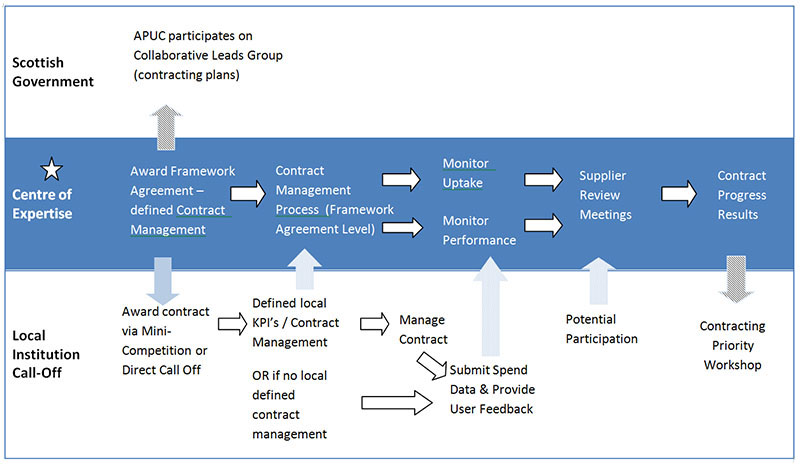 Scottish
Government
APUC participates on
Collaborative Leads Group
(contracting plans)
Centre of
Expertise
Award Framework
Agreement –
defined Contract
Management
Contract
Management
Process (Framework
Agreement Level)
Monitor
Uptake
Monitor
Performance
Supplier
Review
Meetings
Contract
Progress
Results
Local
Institution
Call-Off
Award contract
via Mini-
Competition or
Direct Call Off
Defined local
KPI's / Contract
Management
OR if no local
defined
contract
management
Manage
Contract
Submit Spend
Data & Provide
User Feedback
Potential
Participation
Contracting
Priority
Workshop